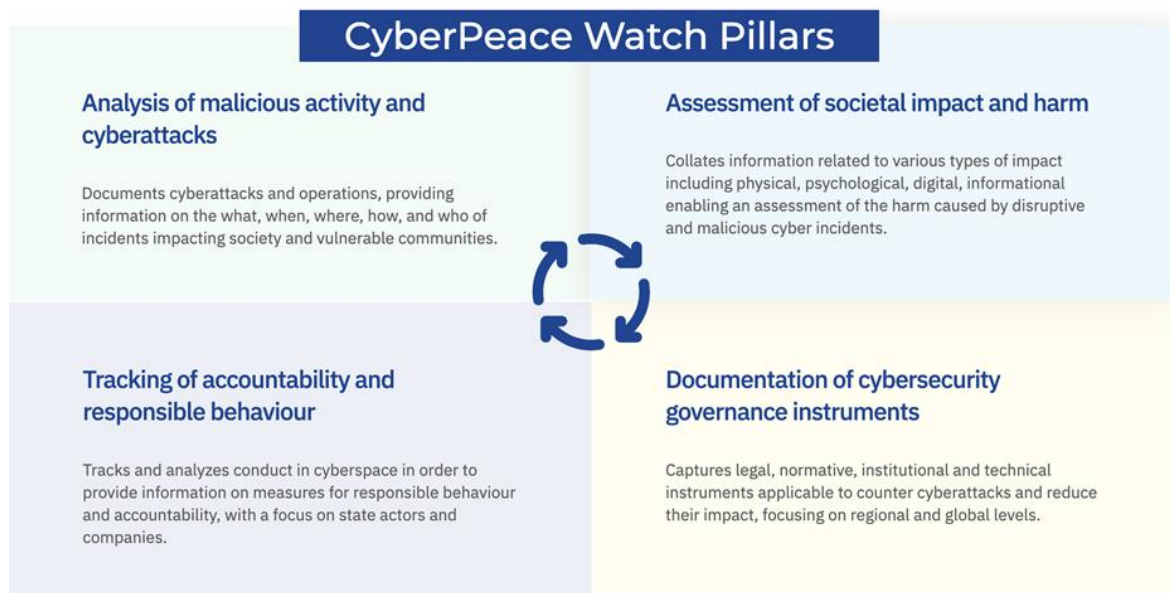 CyberPeace Watch Pillars
Analysis of malicious activity and
cyberattacks
Documents cyberattacks and operations, providing
information on the what, when, where, how, and who of
incidents impacting society and vulnerable communities.
Assessment of societal impact and harm
Collates information related to various types of impact
including physical, psychological, digital, informational
enabling an assessment of the harm caused by disruptive
and malicious cyber incidents.
Tracking of accountability and
responsible behaviour
Tracks and analyzes conduct in cyberspace in order to
provide information on measures for responsible behaviour
and accountability, with a focus on state actors and
companies.
Documentation of cybersecurity
governance instruments
Captures legal, normative, institutional and technical
instruments applicable to counter cyberattacks and reduce
their impact, focusing on regional and global levels.